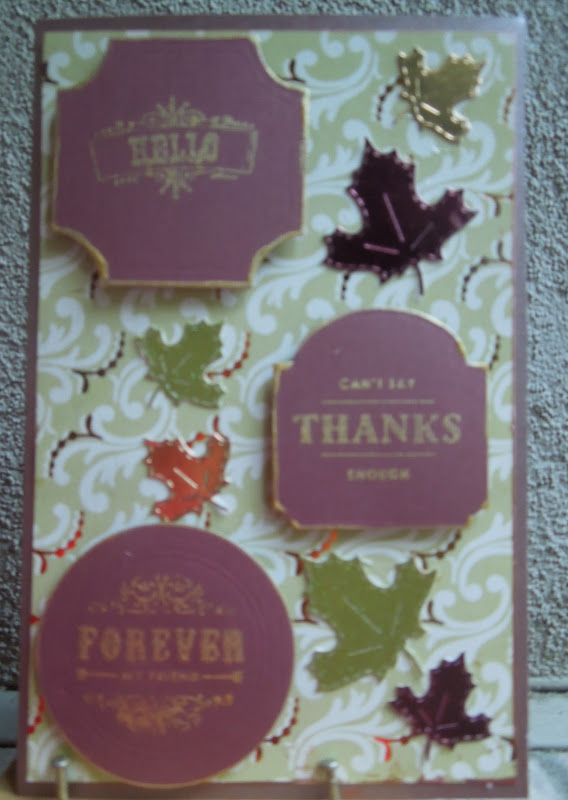 HELLO
CAN'T SAY
THANKS
ENOUGH
FOREVER
MY FRIEND